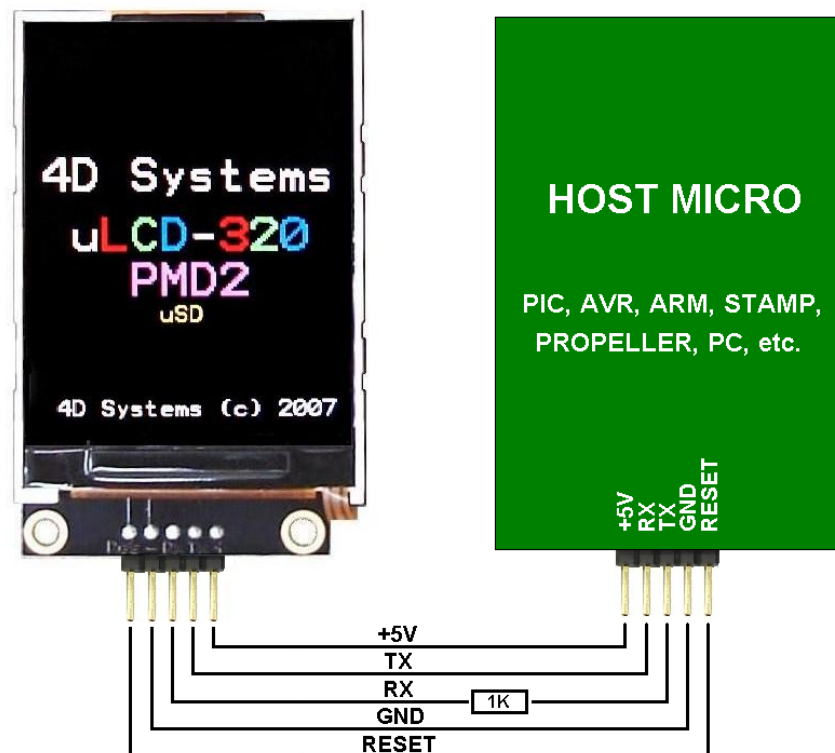 4D Systems
uLCD-320
PMD2
uSD
4D Systems (c) 2007
HOST MICRO
PIC, AVR, ARM, STAMP,
PROPELLER, PC, etc.
+5V
RX
TX
GND
RESET
+5V
TX
RX
1K
GND
RESET